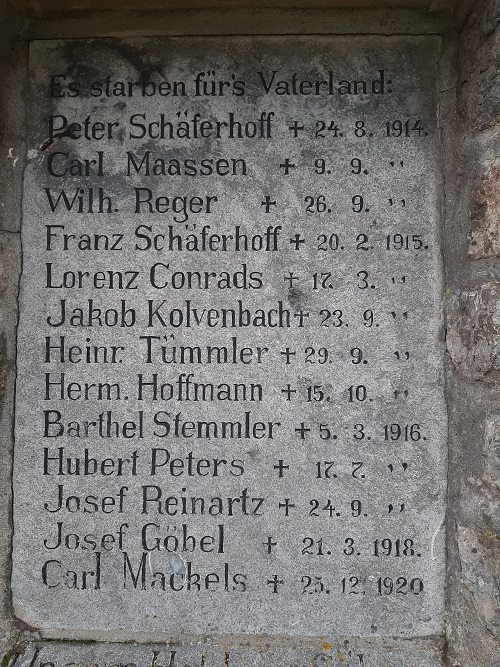 Es starben für's Vaterland:
Peter Schäferhoff + 24. 8. 1914.
Carl Maassen + 9. 9. ''
Wilh. Reger + 26. 9. ''
Franz Schäferhoff + 20. 2. 1915.
Lorenz Conrads + 17. 3. ''
Jakob Kolvenbach + 23. 9. ''
Heinr. Tümmler + 29. 9. ''
Herm. Hoffmann + 15. 10. ''
Barthel Stemmler + 5. 3. 1916.
Hubert Peters + 17. 7. ''
Josef Reinartz + 24. 9. ''
Josef Göbel + 21. 3. 1918.
Carl Mackels + 25. 12. 1920